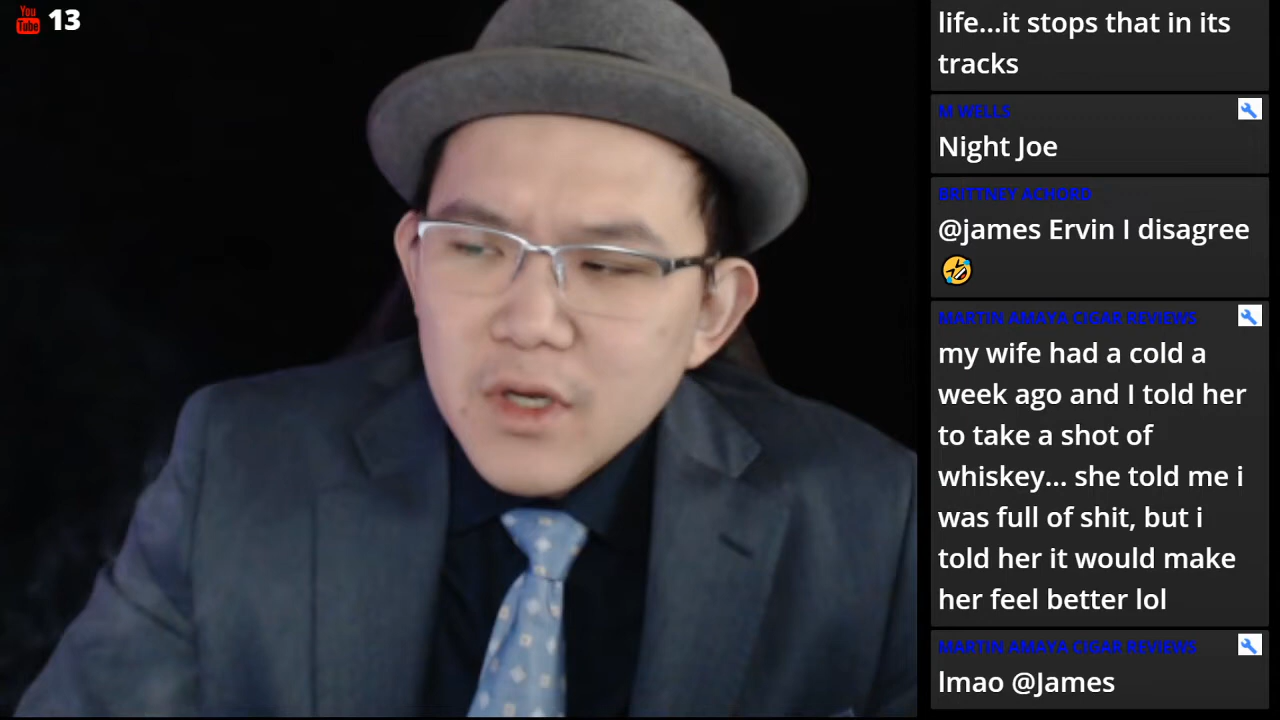 You
Tube
13
life...it stops that in its
tracks
M WELLS
Night Joe
BRITTNEY ACHORD
@james Ervin I disagree
🤣
MARTIN AMAYA CIGAR REVIEWS
my wife had a cold a
week ago and I told her
to take a shot of
whiskey... she told me i
was full of shit, but i
told her it would make
her feel better lol
MARTIN AMAYA CIGAR REVIEWS
lmao @James